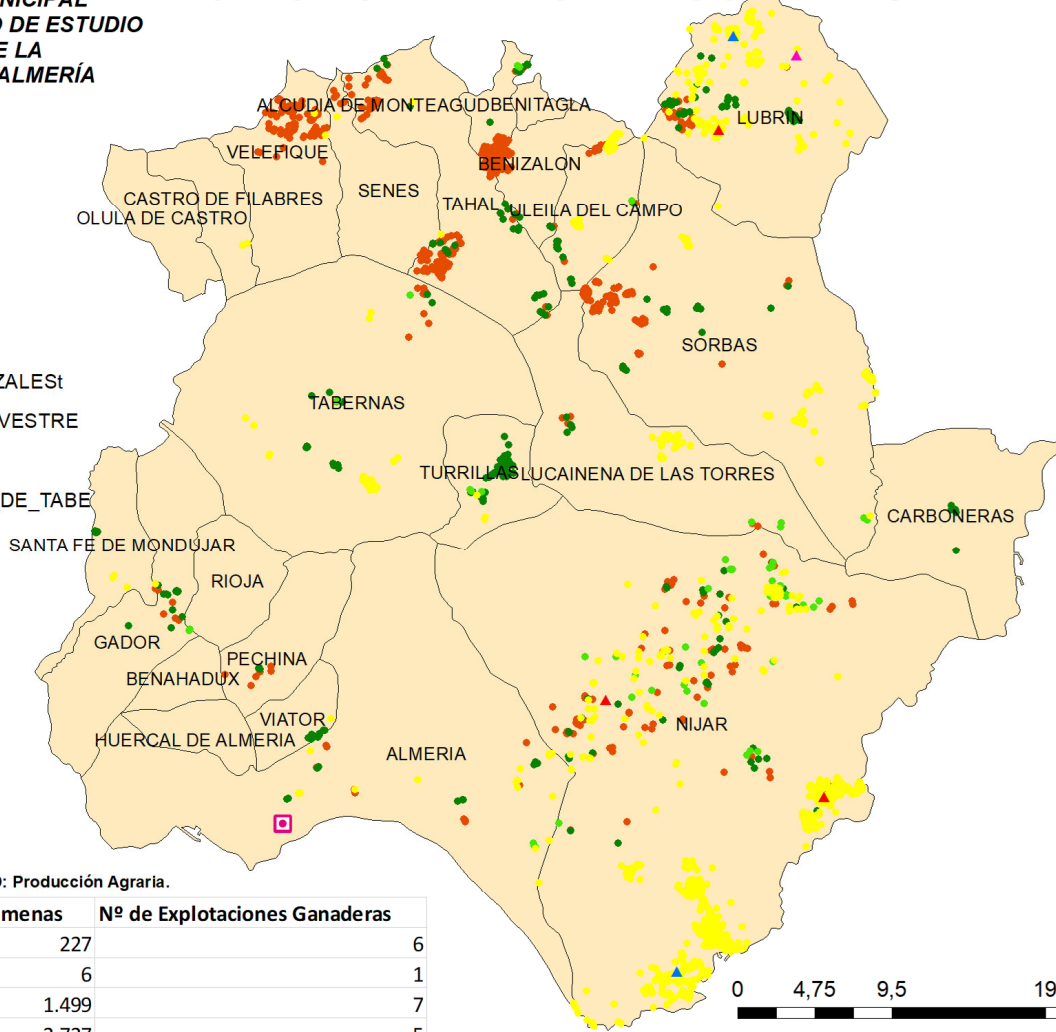 NICIPAL
O DE ESTUDIO
E LA
ALMERÍA
ALCUDIA DE MONTEAGUD
BENITAGLA
LUBRIN
VELEFIQUE
BENIZALON
SENES
CASTRO DE FILABRES
TAHAL
ULEILA DEL CAMPO
OLULA DE CASTRO
SORBAS
ZALESt
TABERNAS
VESTRE
TURRILLAS
LUCAINENA DE LAS TORRES
DE_TABE
CARBONERAS
SANTA FE DE MONDUJAR
RIOJA
GADOR
PECHINA
BENAHADUX
VIATOR
NIJAR
HUERCAL DE ALMERIA
ALMERIA
: Producción Agraria.
menas Nº de Explotaciones Ganaderas
227 6
6 1
1.499 7
0 4,75 9,5 19